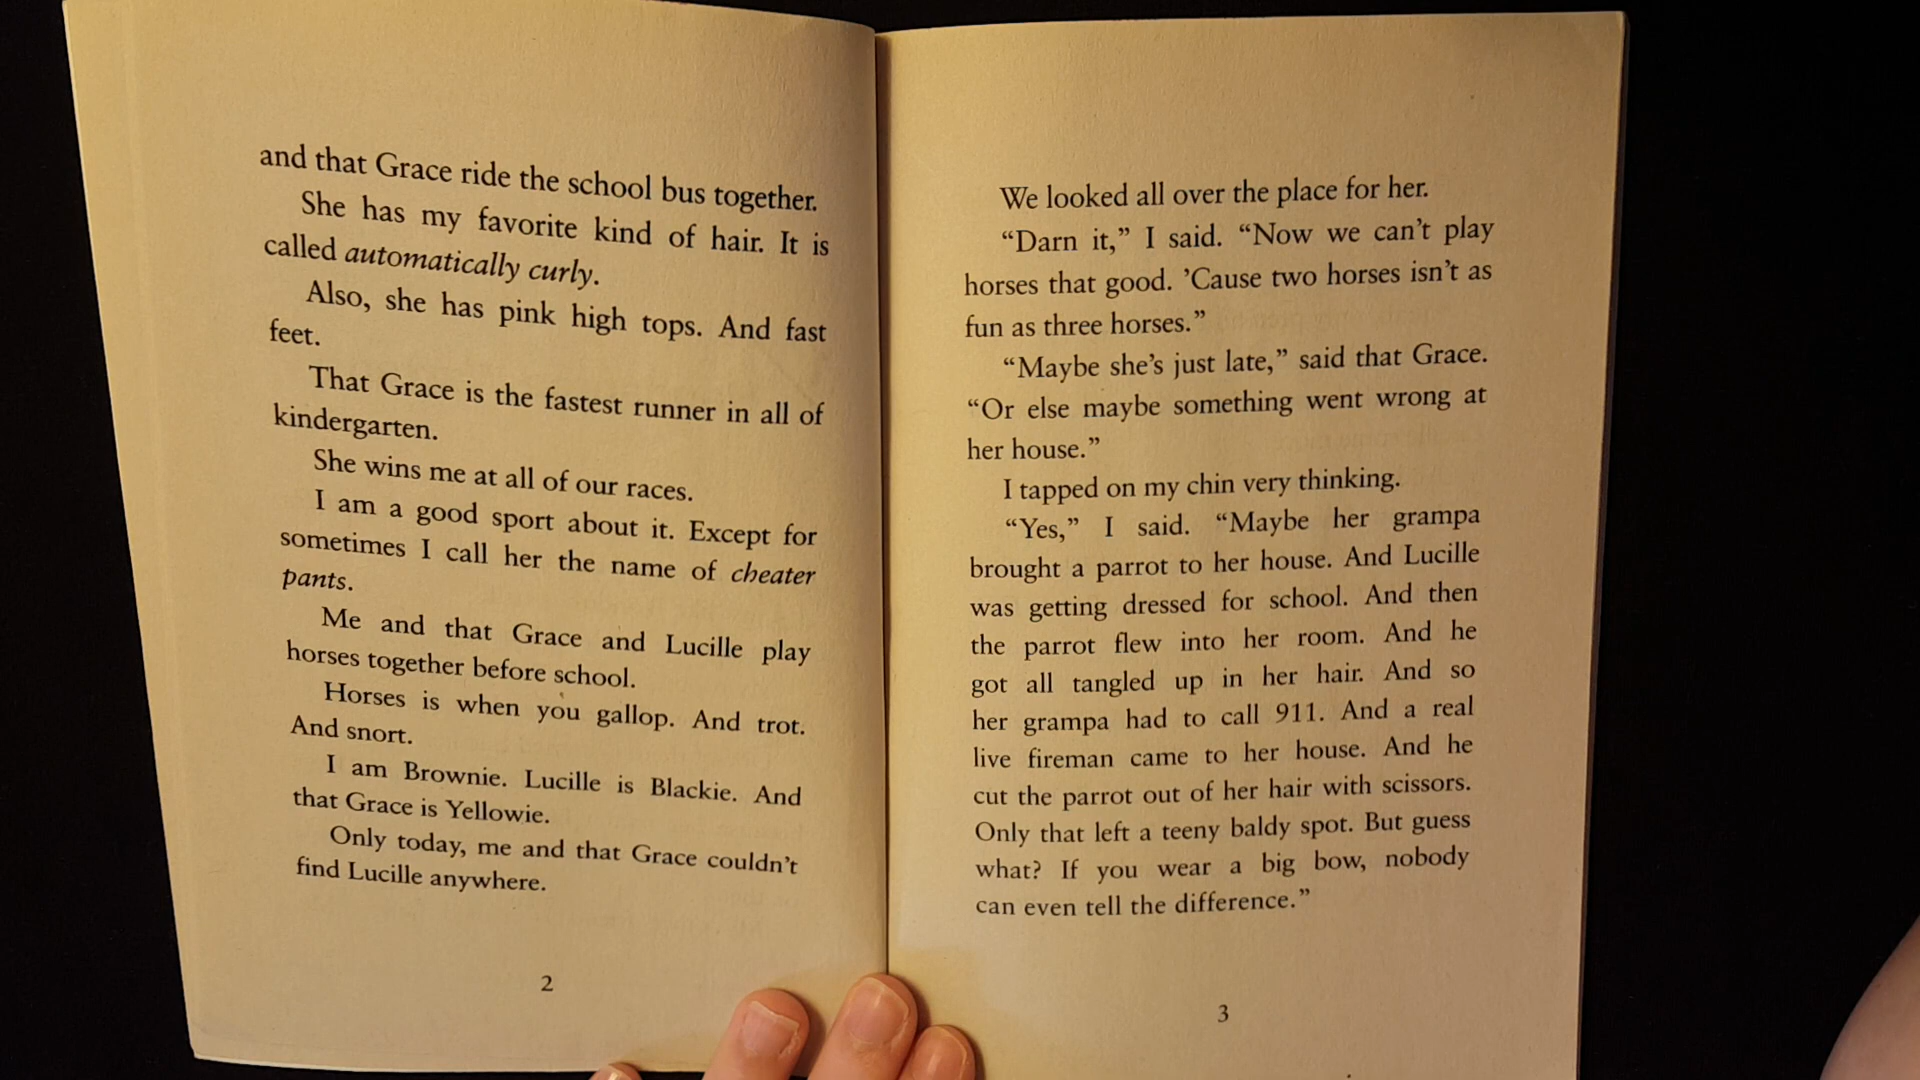 and that Grace ride the school bus together.
She has my favorite kind of hair. It is
called automatically curly.
Also, she has pink high tops. And fast
feet.
That Grace is the fastest runner in all of
kindergarten.
She wins me at all of our races.
I am a good sport about it. Except for
sometimes I call her the name of cheater
pants.
Me and that Grace and Lucille play
horses together before school.
Horses is when you gallop. And trot.
And snort.
I am Brownie. Lucille is Blackie. And
that Grace is Yellowie.
Only today, me and that Grace couldn’t
find Lucille anywhere.
2
We looked all over the place for her.
“Darn it,” I said. “Now we can’t play
horses that good. ’Cause two horses isn’t as
fun as three horses.”
“Maybe she’s just late,” said that Grace.
“Or else maybe something went wrong at
her house.”
I tapped on my chin very thinking.
“Yes,” I said. “Maybe her grampa
brought a parrot to her house. And Lucille
was getting dressed for school. And then
the parrot flew into her room. And he
got all tangled up in her hair. And so
her grampa had to call 911. And a real
live fireman came to her house. And he
cut the parrot out of her hair with scissors.
Only that left a teeny baldy spot. But guess
what? If you wear a big bow, nobody
can even tell the difference.”
3